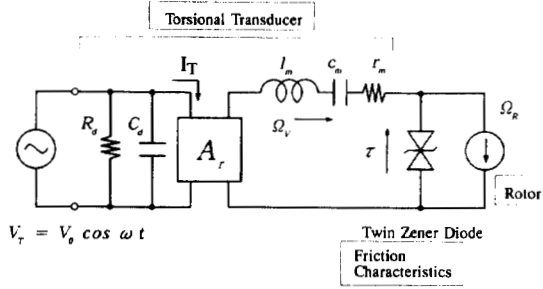 Torsional Transducer
I_T
l_m
c_m
r_m
R_d
C_d
A_r
Ω_V
τ
Ω_R
Rotor
V_T = V_0 cos ω t
Twin Zener Diode
Friction
Characteristics